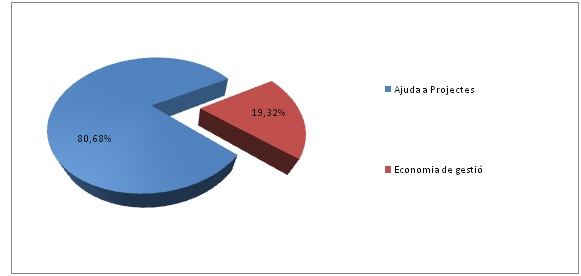 Ajuda a Projectes
19,32%
80,68%
Economia de gestió